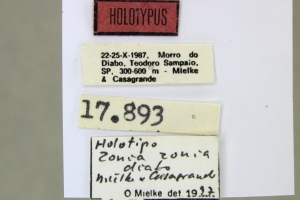 HOLOTYPUS
22-25-X-1987, Morro do
Diabo, Teodoro Sampaio,
SP, 300-600 m - Mielke
& Casagrande
17.893
Holotipo
Zonia zonia
diabo
Mielke & Casagrande
O Mielke det 19